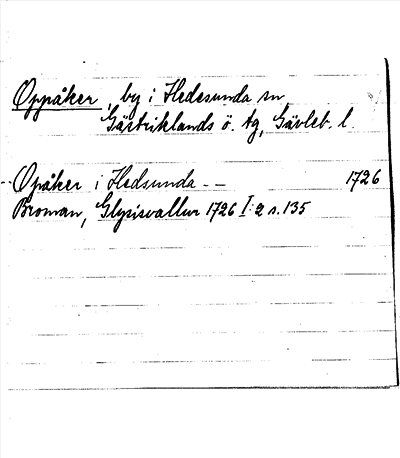 Oppåker, by i Hedesunda sn,
Gästriklands ö. tg, Gävleb. l.
Opåker i Hedsunda - - 1726
Broman, Glysisvallur 1726 I:2 s. 135